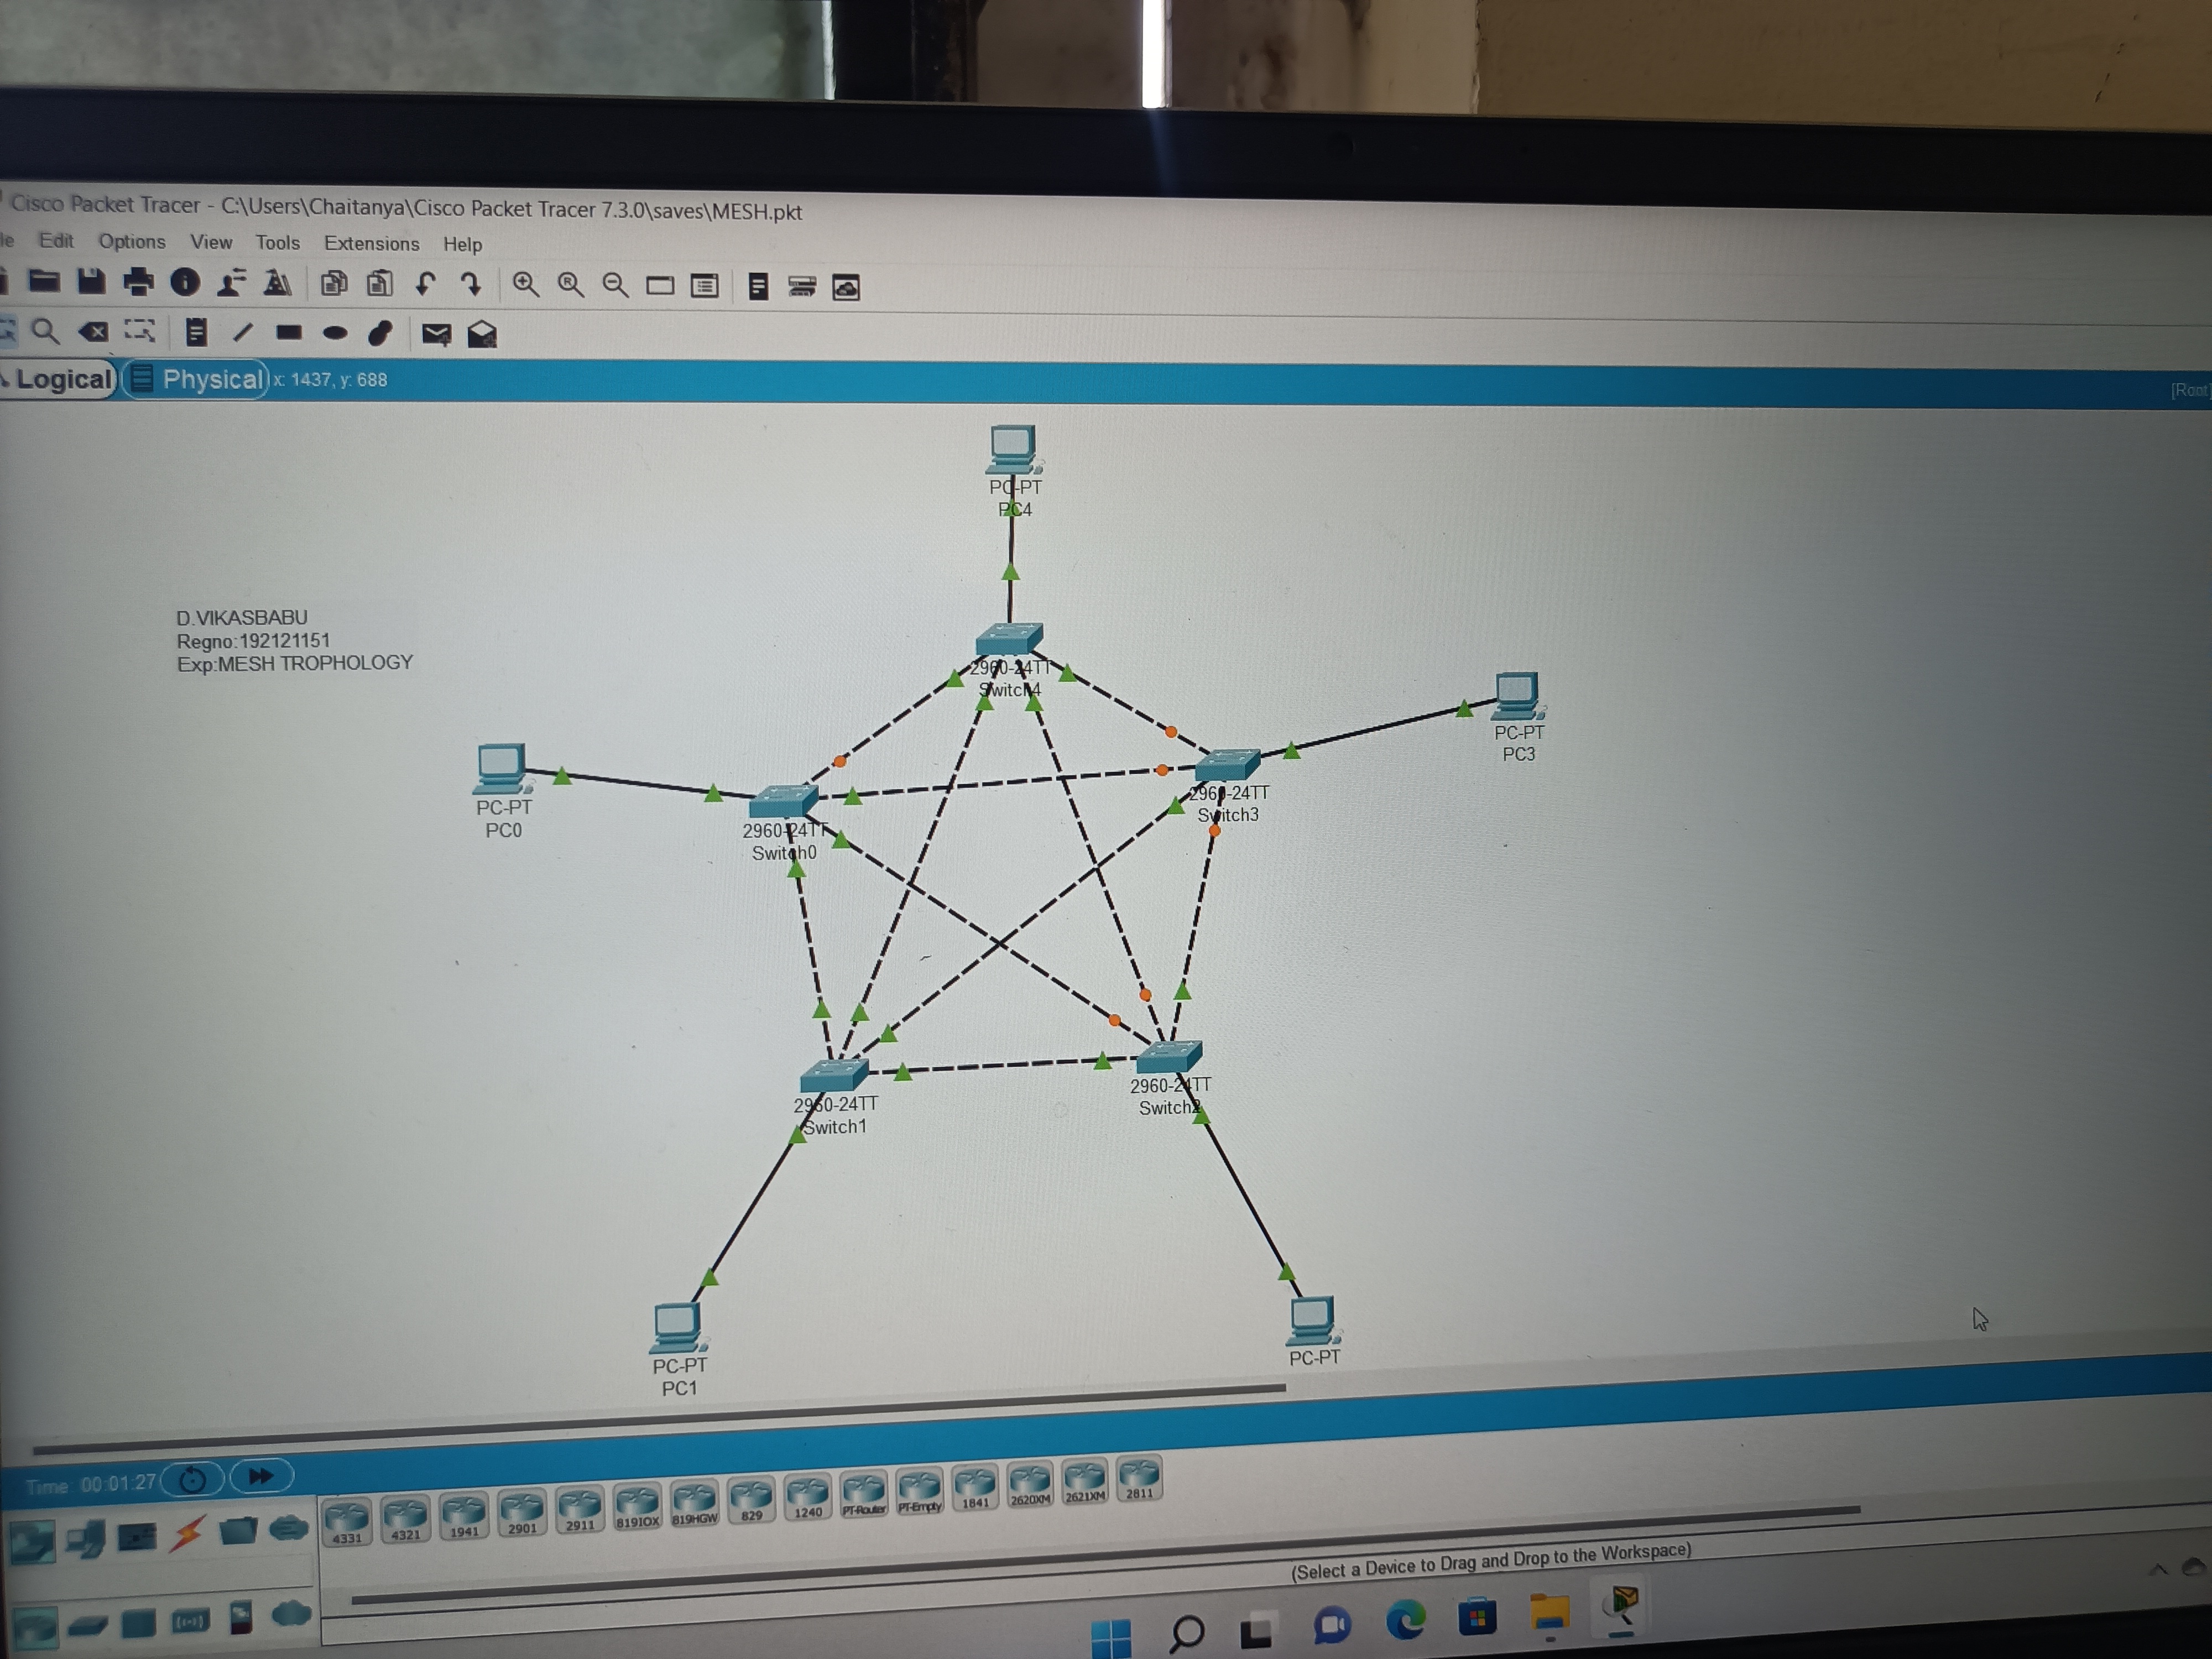 Cisco Packet Tracer - C:\Users\Chaitanya\Cisco Packet Tracer 7.3.0\saves\MESH.pkt
Edit Options View Tools Extensions Help
Logical Physical x: 1437, y: 688 [Root]
PC-PT
PC4
D.VIKASBABU
Regno:192121151
Exp:MESH TROPHOLOGY
2960-24TT
Switch4
PC-PT
PC3
2960-24TT
Switch3
PC-PT
PC0
2960-24TT
Switch0
2960-24TT
Switch1
2960-24TT
Switch2
PC-PT
PC1
PC-PT
Time: 00:01:27
4331 4321 1941 2901 2911 819IOX 819HGW 829 1240 PT-Router PT-Empty 1841 2620XM 2621XM 2811
(Select a Device to Drag and Drop to the Workspace)